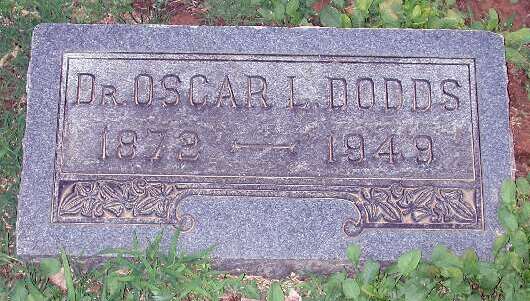 DR. OSCAR L. DODDS
1872 — 1949